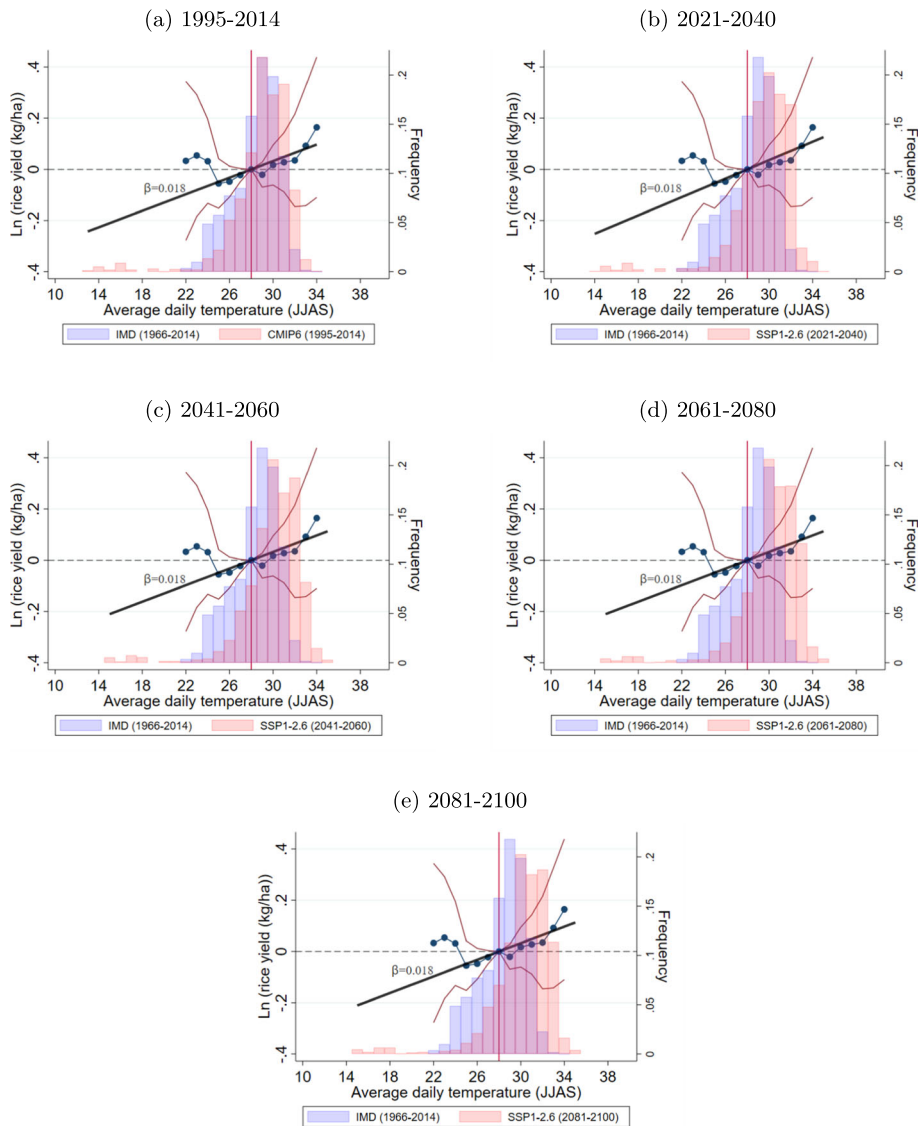 (a) 1995-2014
(b) 2021-2040
Ln (rice yield (kg/ha))
.4
.2
0
-.2
-.4
β=0.018
.2
.15
.1
.05
0
Frequency
10 14 18 22 26 30 34 38
Average daily temperature (JJAS)
IMD (1966-2014) CMIP6 (1995-2014)
Ln (rice yield (kg/ha))
.4
.2
0
-.2
-.4
β=0.018
.2
.15
.1
.05
0
Frequency
10 14 18 22 26 30 34 38
Average daily temperature (JJAS)
IMD (1966-2014) SSP1-2.6 (2021-2040)
(c) 2041-2060
(d) 2061-2080
Ln (rice yield (kg/ha))
.4
.2
0
-.2
-.4
β=0.018
.2
.15
.1
.05
0
Frequency
10 14 18 22 26 30 34 38
Average daily temperature (JJAS)
IMD (1966-2014) SSP1-2.6 (2041-2060)
Ln (rice yield (kg/ha))
.4
.2
0
-.2
-.4
β=0.018
.2
.15
.1
.05
0
Frequency
10 14 18 22 26 30 34 38
Average daily temperature (JJAS)
IMD (1966-2014) SSP1-2.6 (2061-2080)
(e) 2081-2100
Ln (rice yield (kg/ha))
.4
.2
0
-.2
-.4
β=0.018
.2
.15
.1
.05
0
Frequency
10 14 18 22 26 30 34 38
Average daily temperature (JJAS)
IMD (1966-2014) SSP1-2.6 (2081-2100)